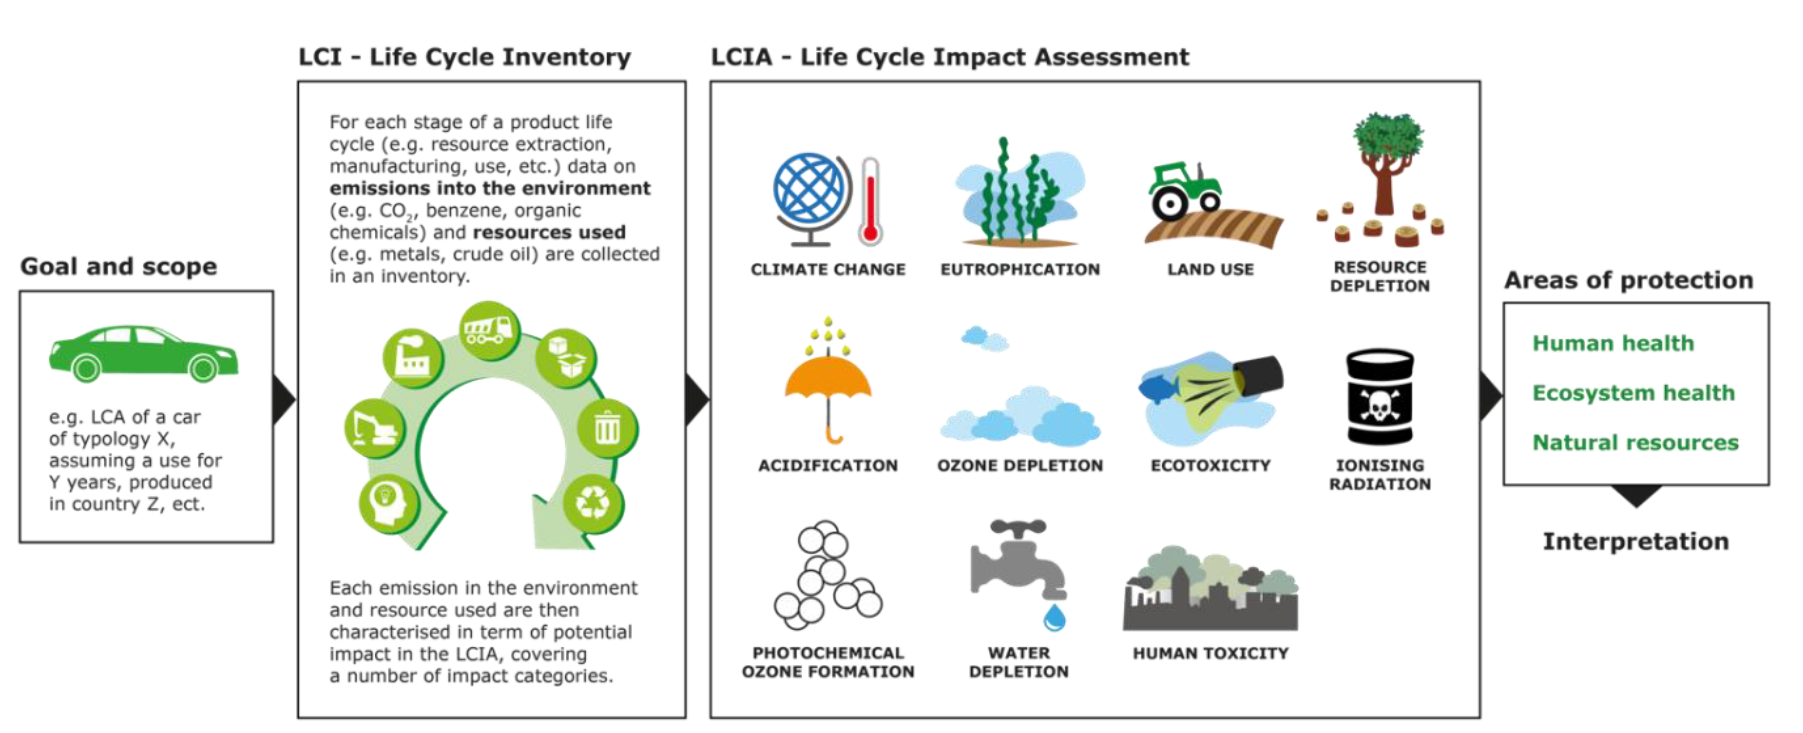 Goal and scope
e.g. LCA of a car
of typology X,
assuming a use for
Y years, produced
in country Z, ect.
LCI - Life Cycle Inventory
For each stage of a product life
cycle (e.g. resource extraction,
manufacturing, use, etc.) data on
emissions into the environment
(e.g. CO₂, benzene, organic
chemicals) and resources used
(e.g. metals, crude oil) are collected
in an inventory.
Each emission in the environment
and resource used are then
characterised in term of potential
impact in the LCIA, covering
a number of impact categories.
LCIA - Life Cycle Impact Assessment
CLIMATE CHANGE
EUTROPHICATION
LAND USE
RESOURCE
DEPLETION
ACIDIFICATION
OZONE DEPLETION
ECOTOXICITY
IONISING
RADIATION
PHOTOCHEMICAL
OZONE FORMATION
WATER
DEPLETION
HUMAN TOXICITY
Areas of protection
Human health
Ecosystem health
Natural resources
Interpretation